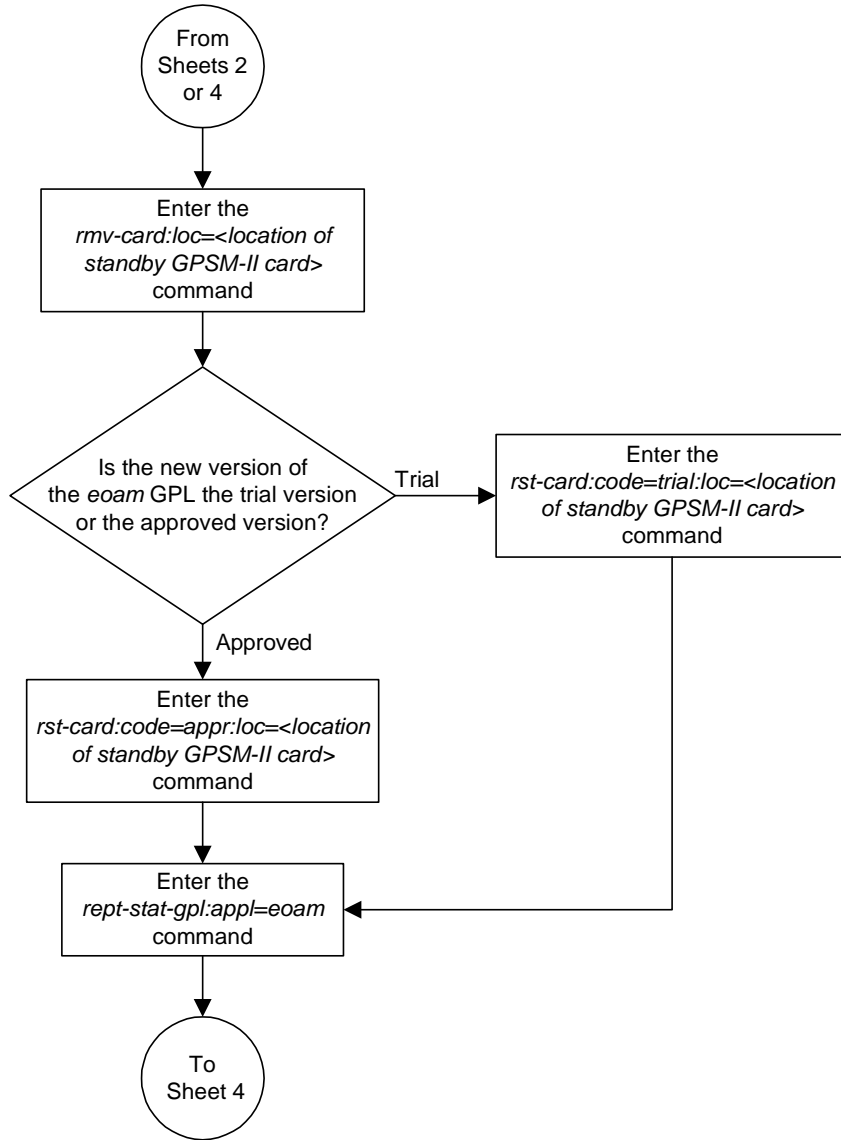 From
Sheets 2
or 4
Enter the
rmv-card:loc=<location of
standby GPSM-II card>
command
Is the new version of
the eoam GPL the trial version
or the approved version?
Trial
Enter the
rst-card:code=trial:loc=<location
of standby GPSM-II card>
command
Approved
Enter the
rst-card:code=appr:loc=<location
of standby GPSM-II card>
command
Enter the
rept-stat-gpl:appl=eoam
command
To
Sheet 4